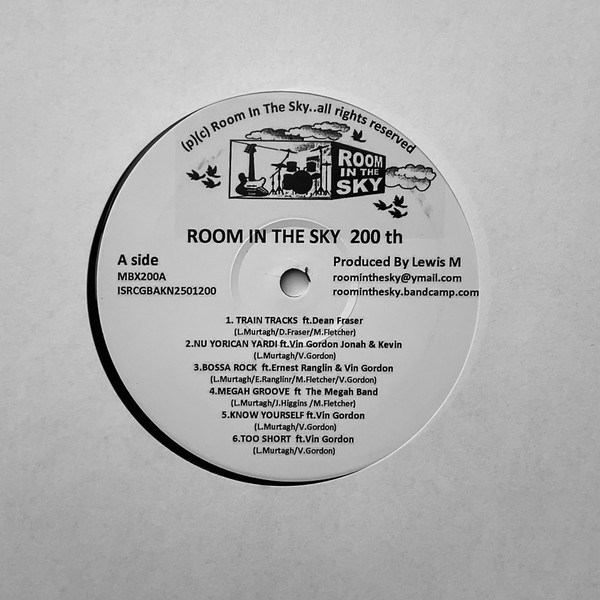 (p)(c) Room In The Sky..all rights reserved
ROOM
IN THE
SKY
ROOM IN THE SKY 200 th
A side
MBX200A
ISRCGBAKN2501200
Produced By Lewis M
roominthesky@ymail.com
roominthesky.bandcamp.com
1. TRAIN TRACKS ft.Dean Fraser
(L.Murtagh/D.Fraser/M.Fletcher)
2.NU YORICAN YARDI ft.Vin Gordon Jonah & Kevin
(L.Murtagh/V.Gordon)
3.BOSSA ROCK ft.Ernest Ranglin & Vin Gordon
(L.Murtagh/E.Ranglinr/M.Fletcher/V.Gordon)
4.MEGAH GROOVE ft The Megah Band
(L.Murtagh/J.Higgins /M.Fletcher)
5.KNOW YOURSELF ft.Vin Gordon
(L.Murtagh/V.Gordon)
6.TOO SHORT ft.Vin Gordon
(L.Murtagh/V.Gordon)